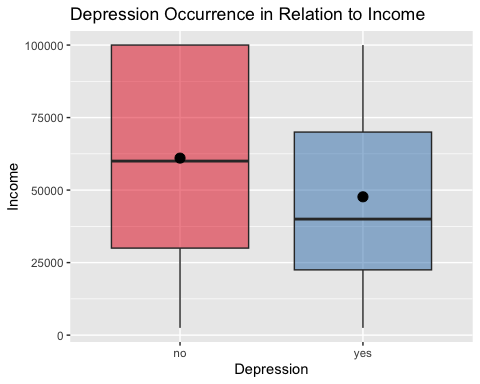 Depression Occurrence in Relation to Income
100000
75000
50000
25000
0
Income
no
yes
Depression